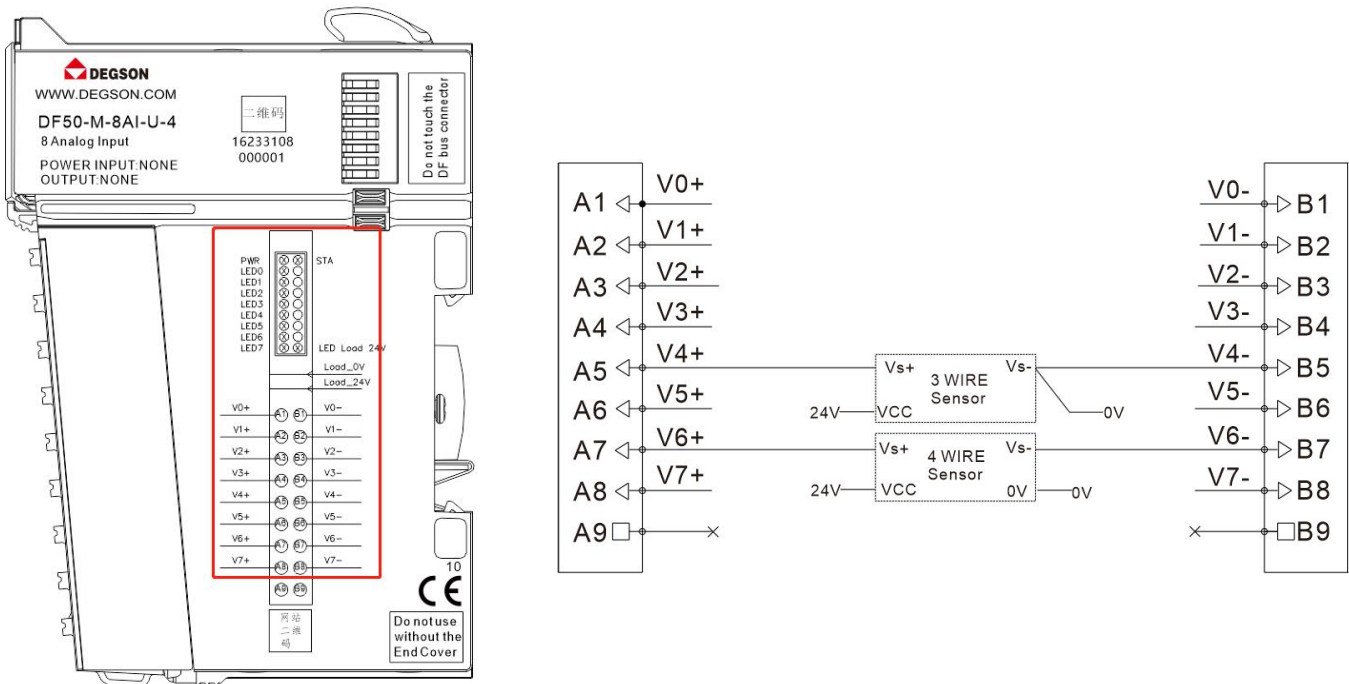 DEGSON
WWW.DEGSON.COM
DF50-M-8AI-U-4
8 Analog Input
POWER INPUT:NONE
OUTPUT:NONE
二维码
16233108
000001
Do not touch the
DF bus connector
PWR STA
LED0
LED1
LED2
LED3
LED4
LED5
LED6
LED7 LED Load 24V
Load_0V
Load_24V
V0+ A1 B1 V0-
V1+ A2 B2 V1-
V2+ A3 B3 V2-
V3+ A4 B4 V3-
V4+ A5 B5 V4-
V5+ A6 B6 V5-
V6+ A7 B7 V6-
V7+ A8 B8 V7-
A9 B9
10
CE
网站
二维
码
Do not use
without the
End Cover
A1 V0+ V0- B1
A2 V1+ V1- B2
A3 V2+ V2- B3
A4 V3+ V3- B4
A5 V4+ V4- B5
A6 V5+ V5- B6
A7 V6+ V6- B7
A8 V7+ V7- B8
A9 B9
Vs+ Vs-
3 WIRE
Sensor
24V VCC 0V
Vs+ Vs-
4 WIRE
Sensor
24V VCC 0V 0V